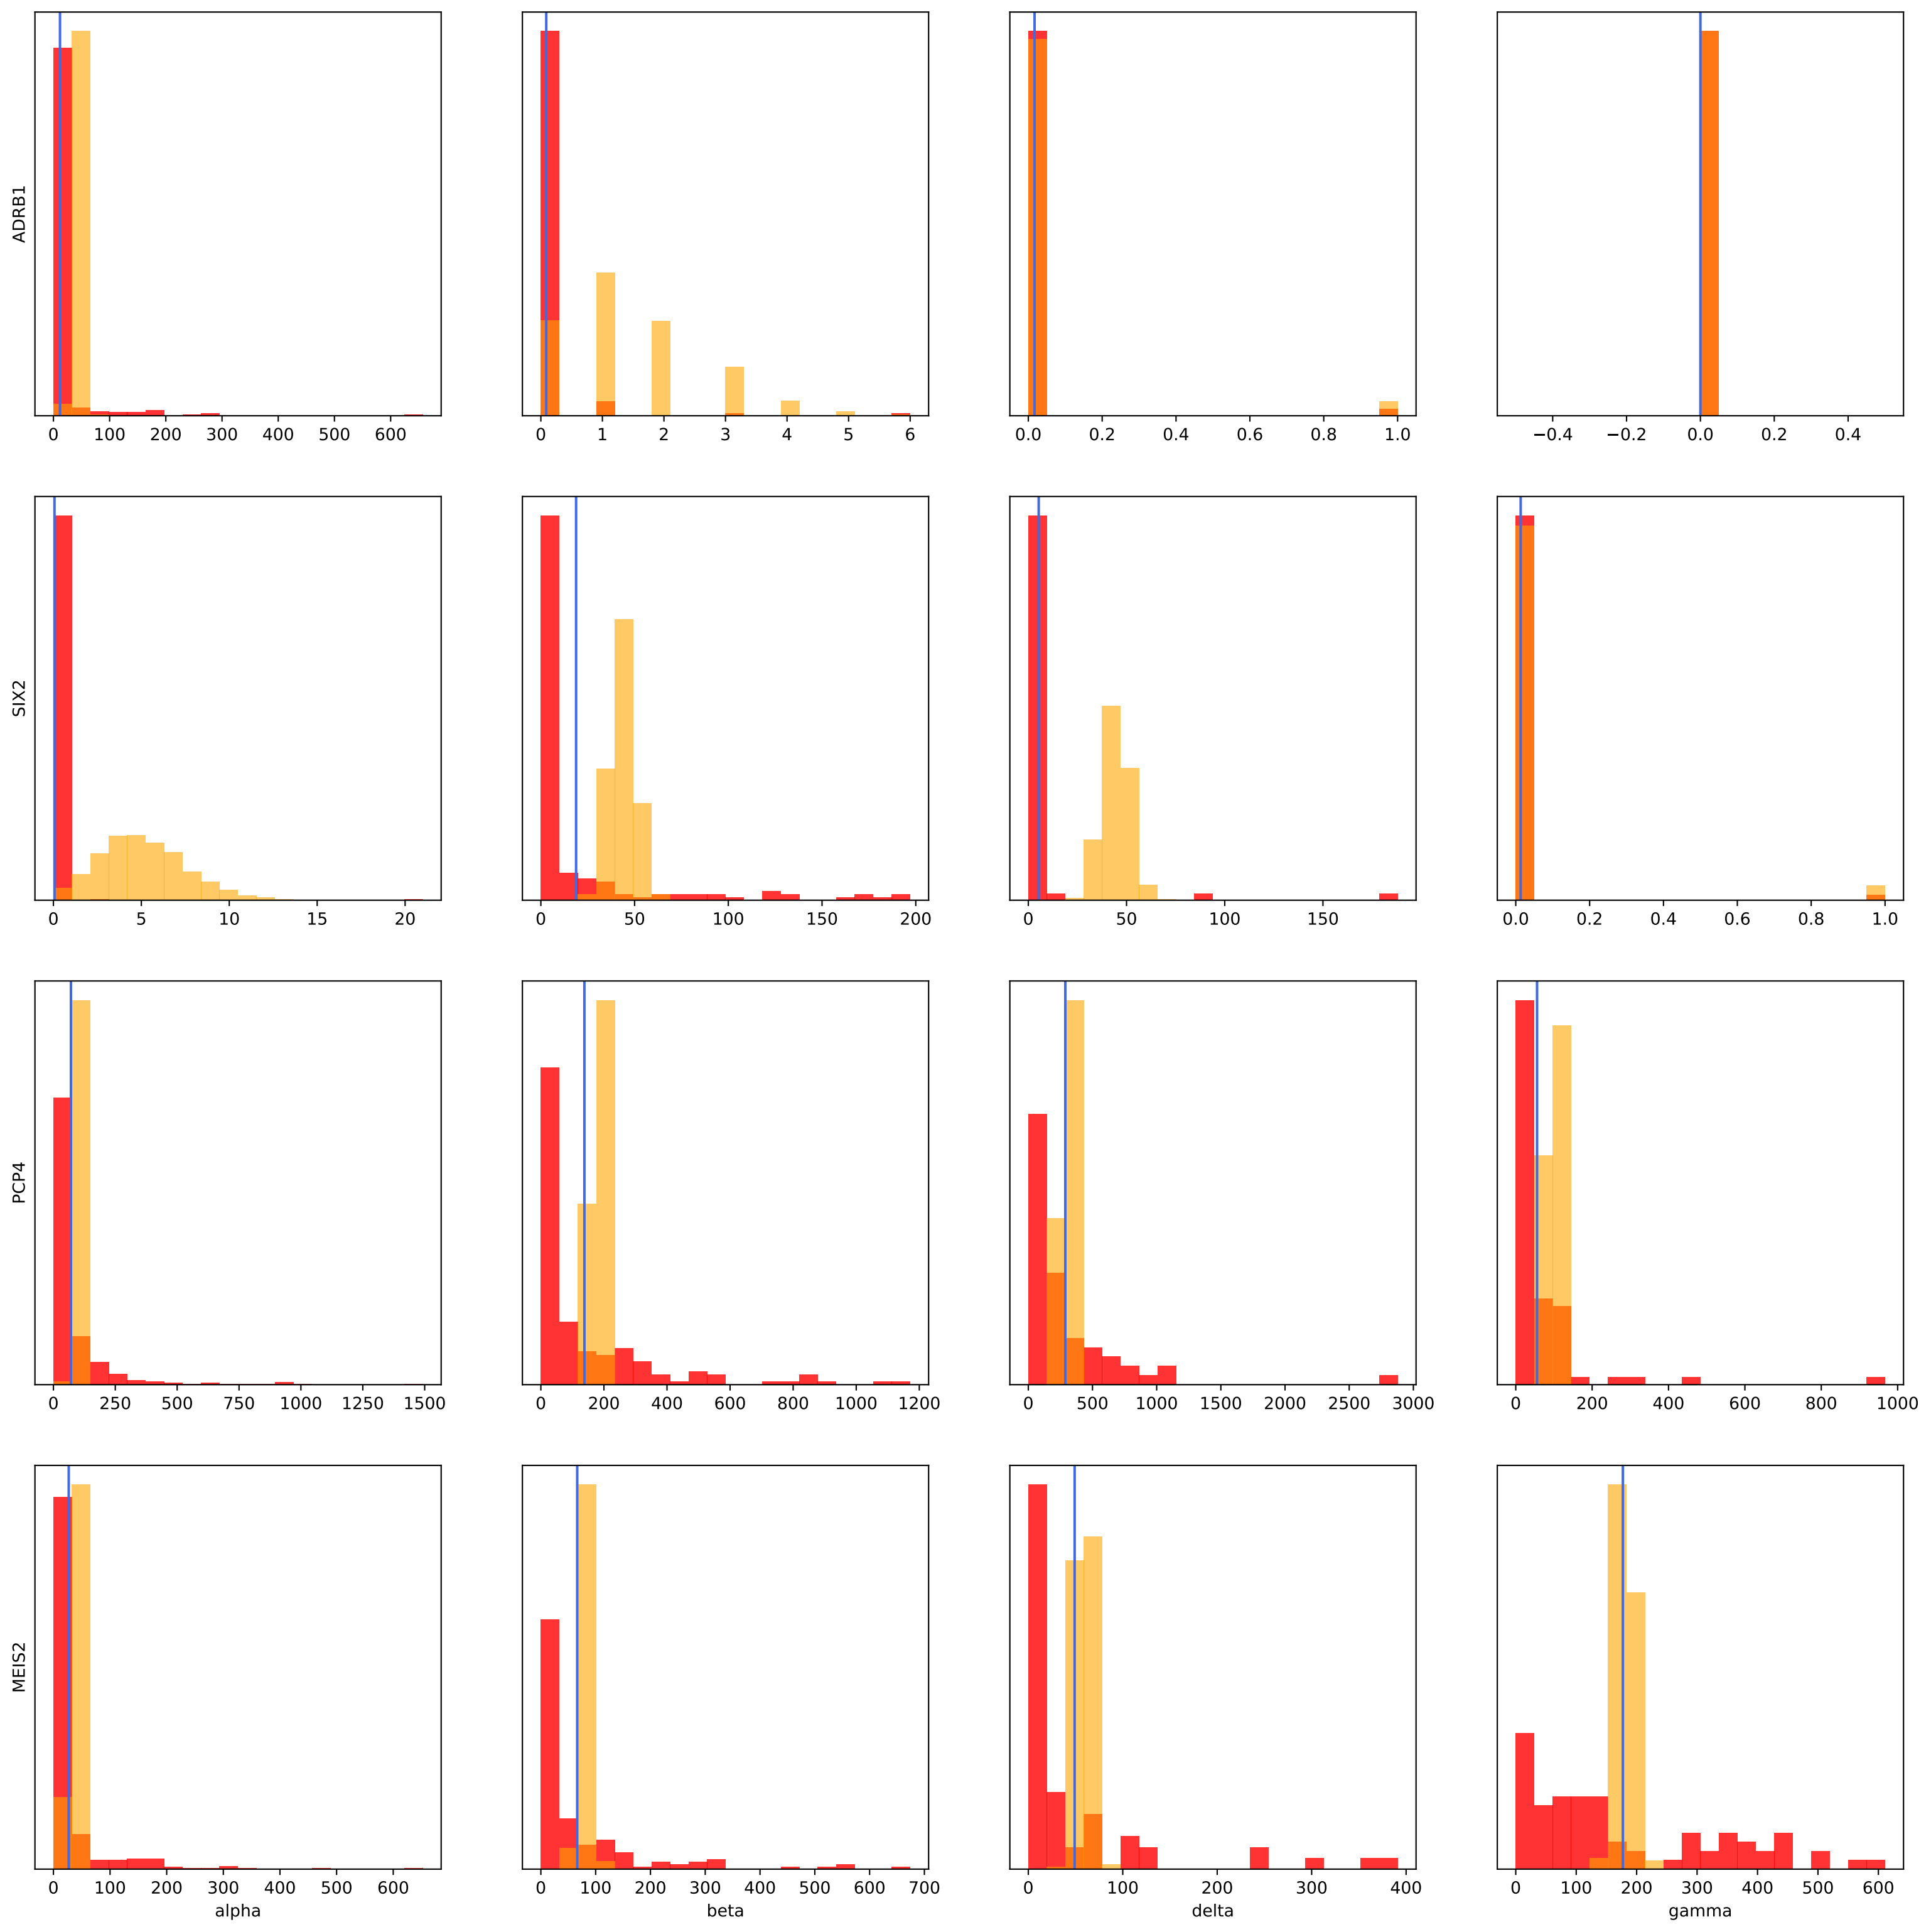 ADRB1
0 100 200 300 400 500 600
0 1 2 3 4 5 6
0.0 0.2 0.4 0.6 0.8 1.0
−0.4 −0.2 0.0 0.2 0.4
SIX2
0 5 10 15 20
0 50 100 150 200
0 50 100 150
0.0 0.2 0.4 0.6 0.8 1.0
PCP4
0 250 500 750 1000 1250 1500
0 200 400 600 800 1000 1200
0 500 1000 1500 2000 2500 3000
0 200 400 600 800 1000
MEIS2
0 100 200 300 400 500 600
0 100 200 300 400 500 600 700
0 100 200 300 400
0 100 200 300 400 500 600
alpha
beta
delta
gamma